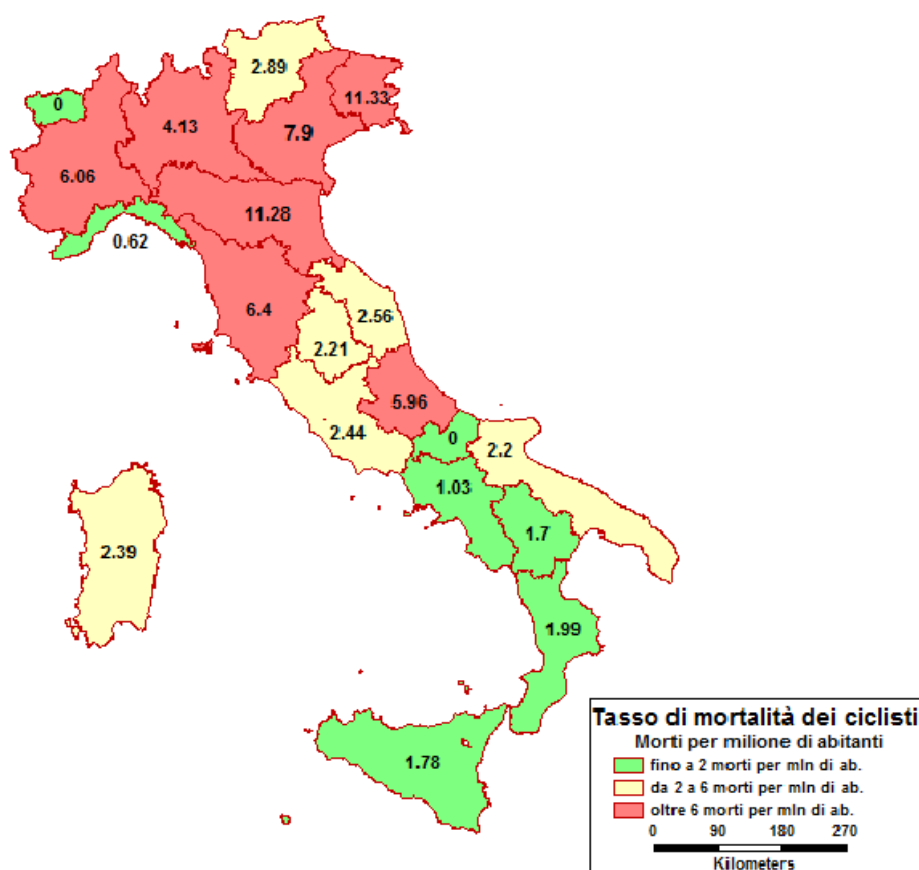 2.89
0
11.33
4.13
7.9
6.06
11.28
0.62
6.4
2.56
2.21
5.96
2.44
0
2.2
1.03
1.7
2.39
1.99
1.78
Tasso di mortalità dei ciclisti
Morti per milione di abitanti
fino a 2 morti per mln di ab.
da 2 a 6 morti per mln di ab.
oltre 6 morti per mln di ab.
0 90 180 270
Kilometers